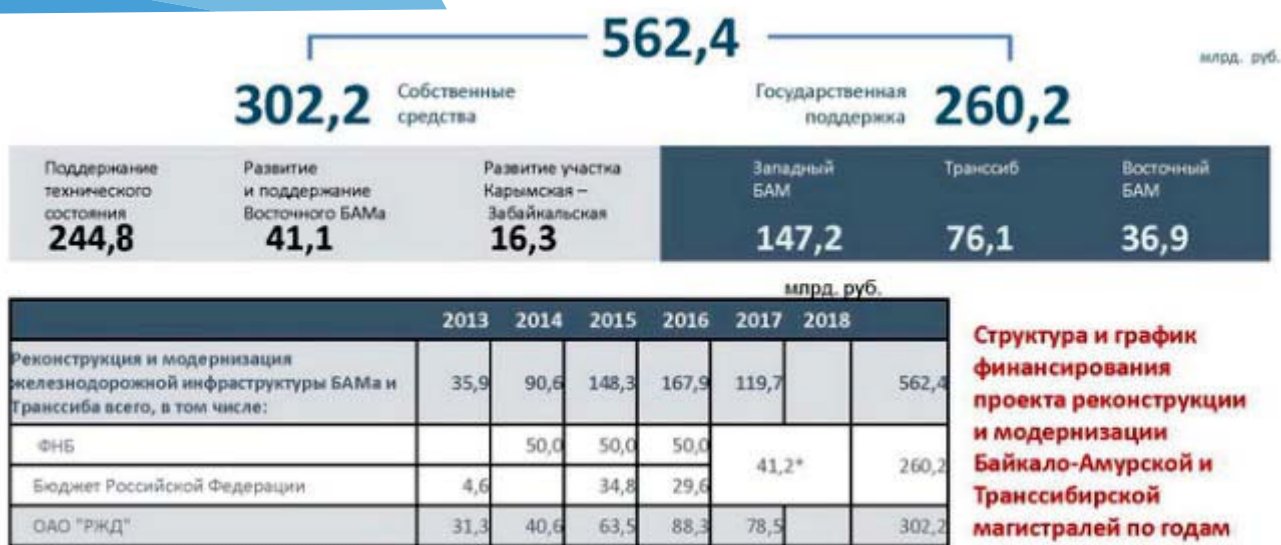 562,4
млрд. руб.
302,2
Собственные
средства
Государственная
поддержка
260,2
Поддержание
технического
состояния
244,8
Развитие
и поддержание
Восточного БАМа
41,1
Развитие участка
Карымская –
Забайкальская
16,3
Западный
БАМ
147,2
Транссиб
76,1
Восточный
БАМ
36,9
млрд. руб.
2013 2014 2015 2016 2017 2018
Реконструкция и модернизация
железнодорожной инфраструктуры БАМа и
Транссиба всего, в том числе:
35,9 90,6 148,3 167,9 119,7 562,4
ФНБ 50,0 50,0 50,0
41,2* 260,2
Бюджет Российской Федерации 4,6 34,8 29,6
ОАО "РЖД" 31,3 40,6 63,5 88,3 78,5 302,2
Структура и график
финансирования
проекта реконструкции
и модернизации
Байкало-Амурской и
Транссибирской
магистралей по годам